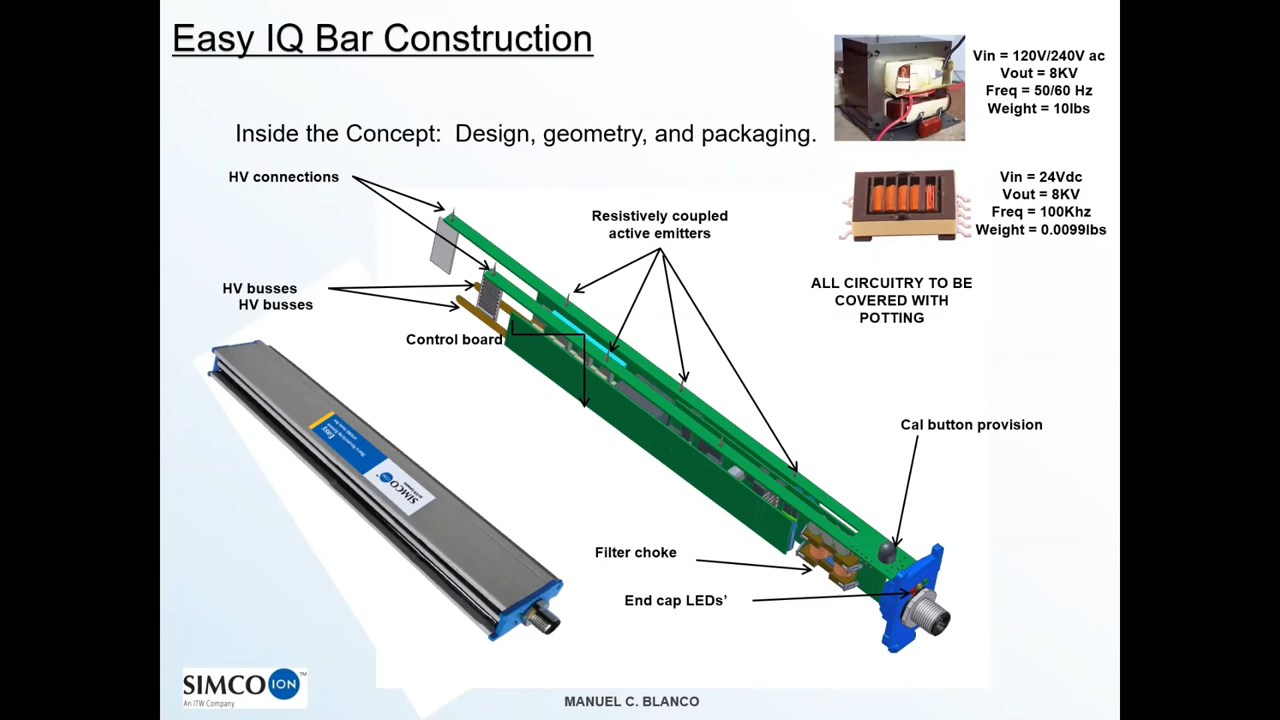 Easy IQ Bar Construction
Vin = 120V/240V ac
Vout = 8KV
Freq = 50/60 Hz
Weight = 10lbs
Inside the Concept:  Design, geometry, and packaging.
HV connections
Vin = 24Vdc
Vout = 8KV
Freq = 100Khz
Weight = 0.0099lbs
Resistively coupled
active emitters
HV busses
HV busses
ALL CIRCUITRY TO BE
COVERED WITH
POTTING
Control board
Cal button provision
Easy
SIMCO
ION
Filter choke
End cap LEDs’
SIMCO ION™
An ITW Company
MANUEL C. BLANCO